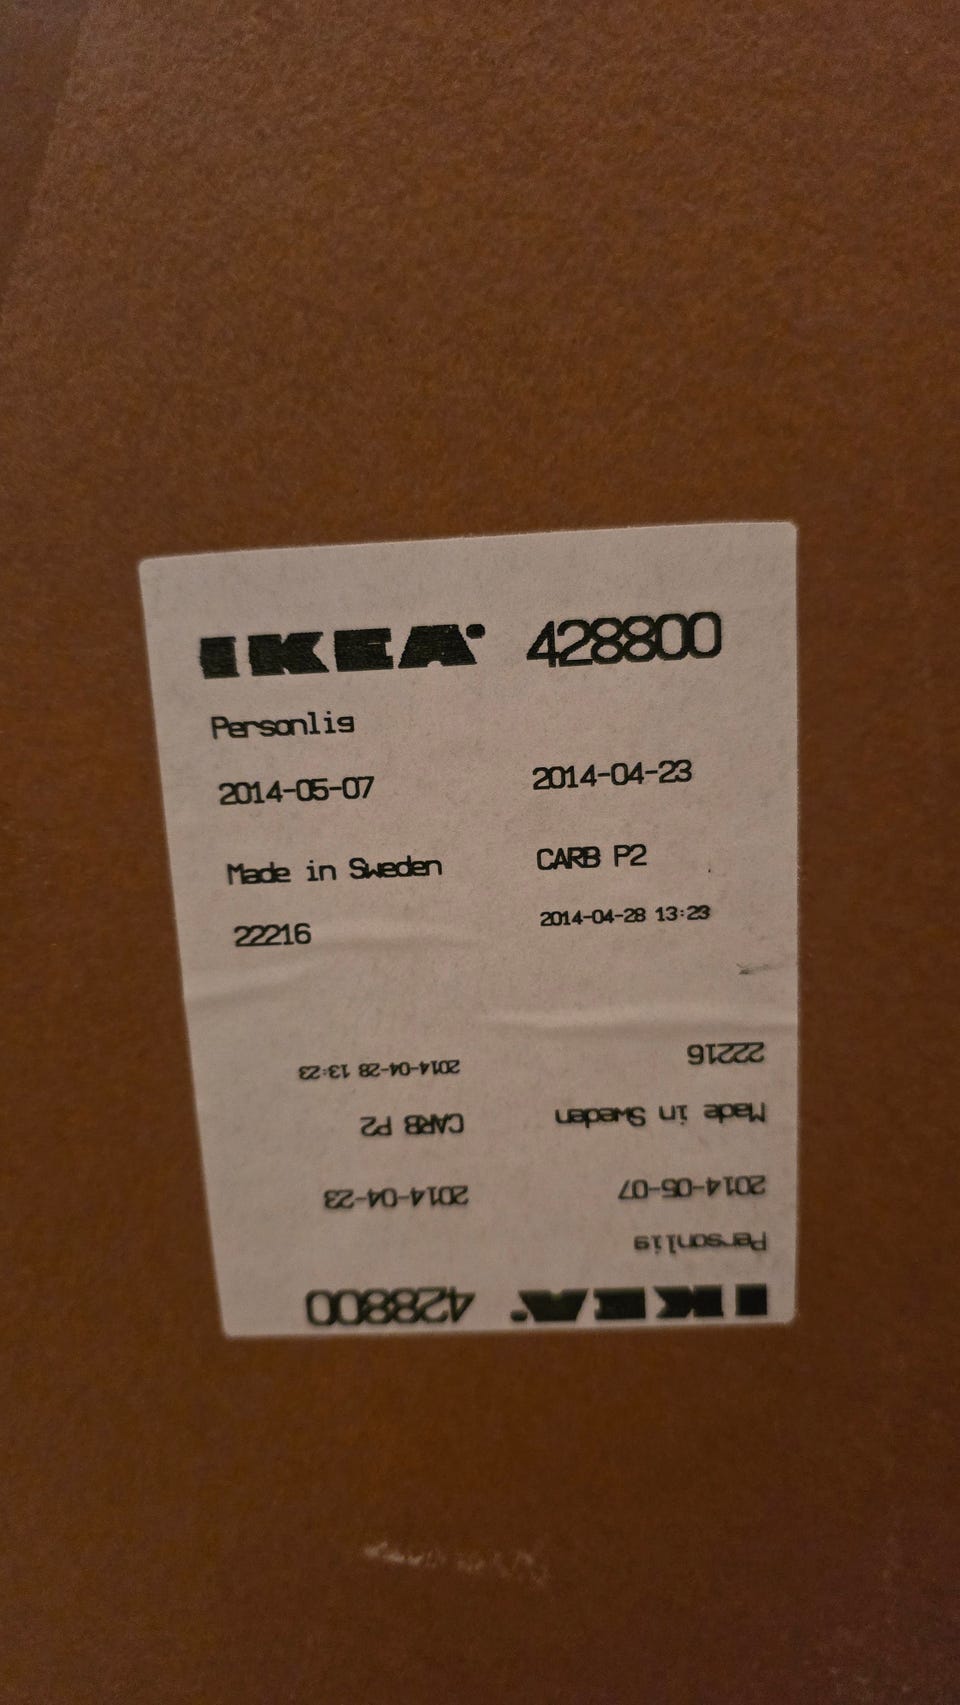 IKEA® 428800
Personlig
2014-05-07 2014-04-23
Made in Sweden CARB P2
22216 2014-04-28 13:23
IKEA® 428800
Personlig
2014-05-07 2014-04-23
Made in Sweden CARB P2
22216 2014-04-28 13:23